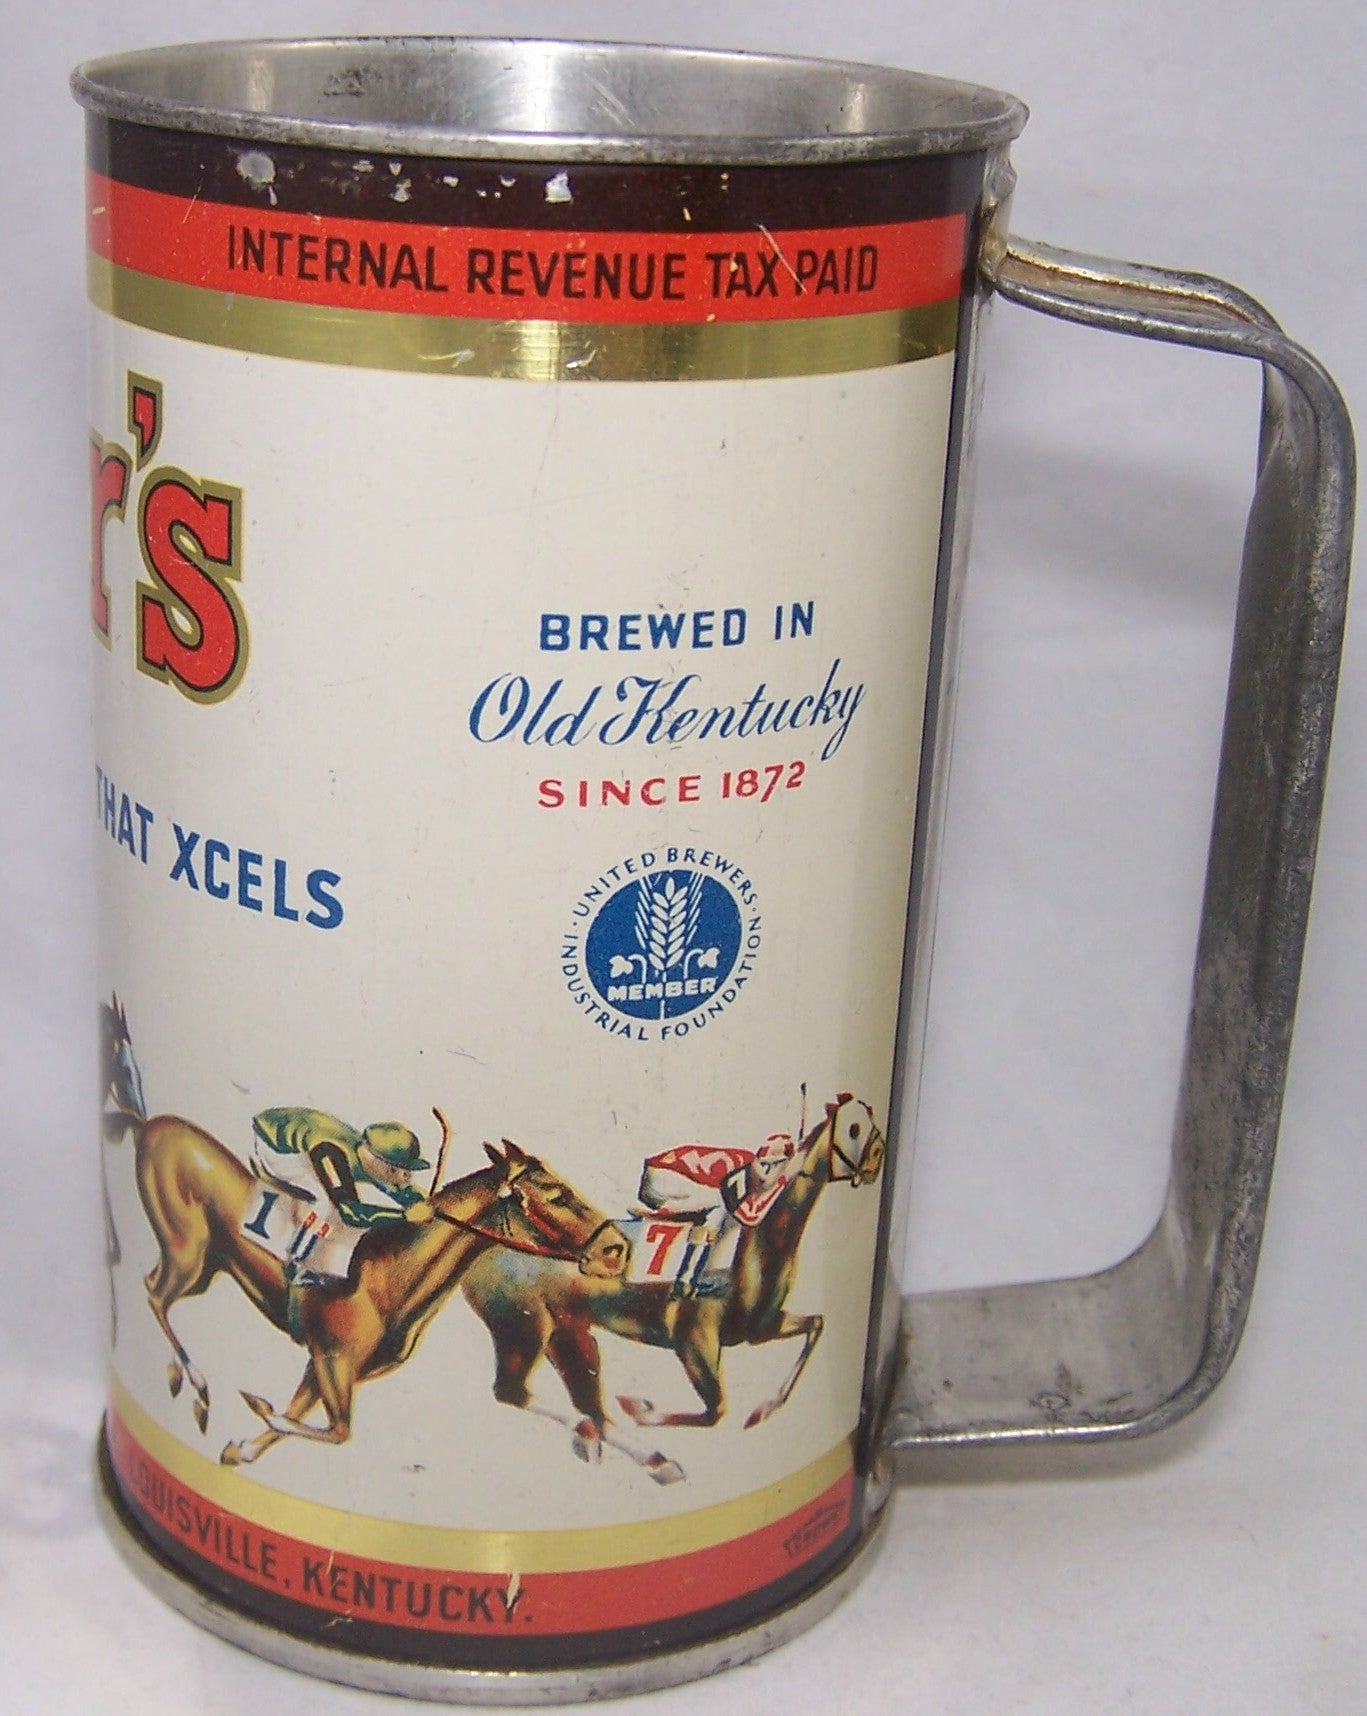 INTERNAL REVENUE TAX PAID
r's
THAT XCELS
BREWED IN
Old Kentucky
SINCE 1872
· UNITED BREWERS ·
INDUSTRIAL FOUNDATION
MEMBER
1
7
1
7
LOUISVILLE, KENTUCKY.